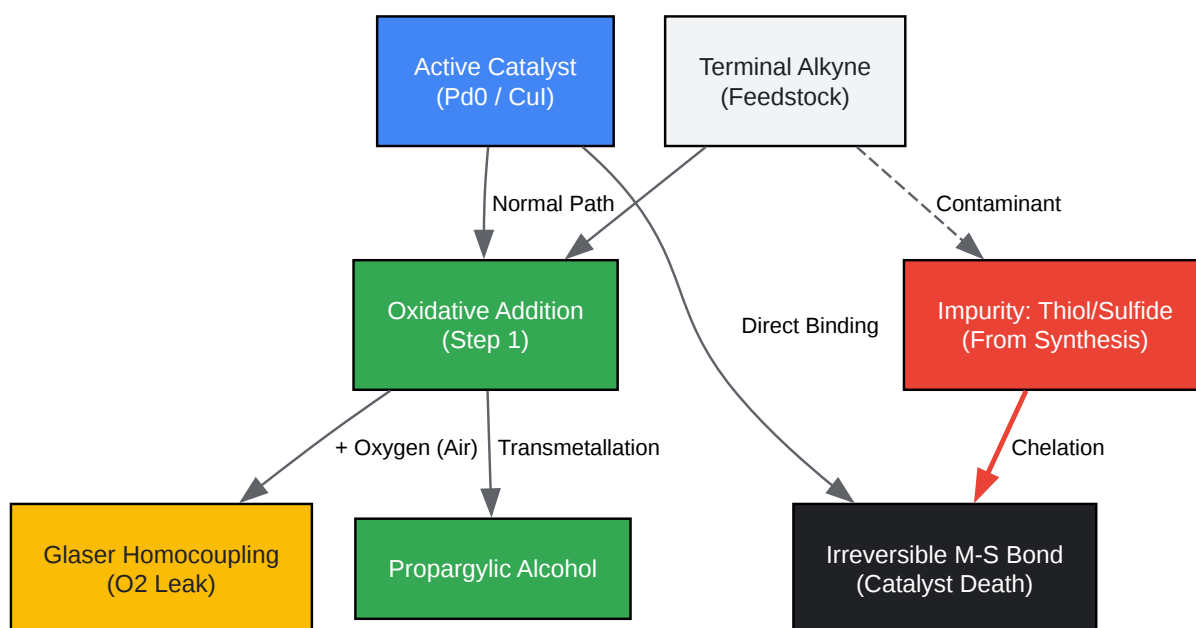 Active Catalyst
(Pd0 / CuI)
Terminal Alkyne
(Feedstock)
Normal Path
Contaminant
Oxidative Addition
(Step 1)
Direct Binding
Impurity: Thiol/Sulfide
(From Synthesis)
+ Oxygen (Air)
Transmetallation
Chelation
Glaser Homocoupling
(O2 Leak)
Propargylic Alcohol
Irreversible M-S Bond
(Catalyst Death)